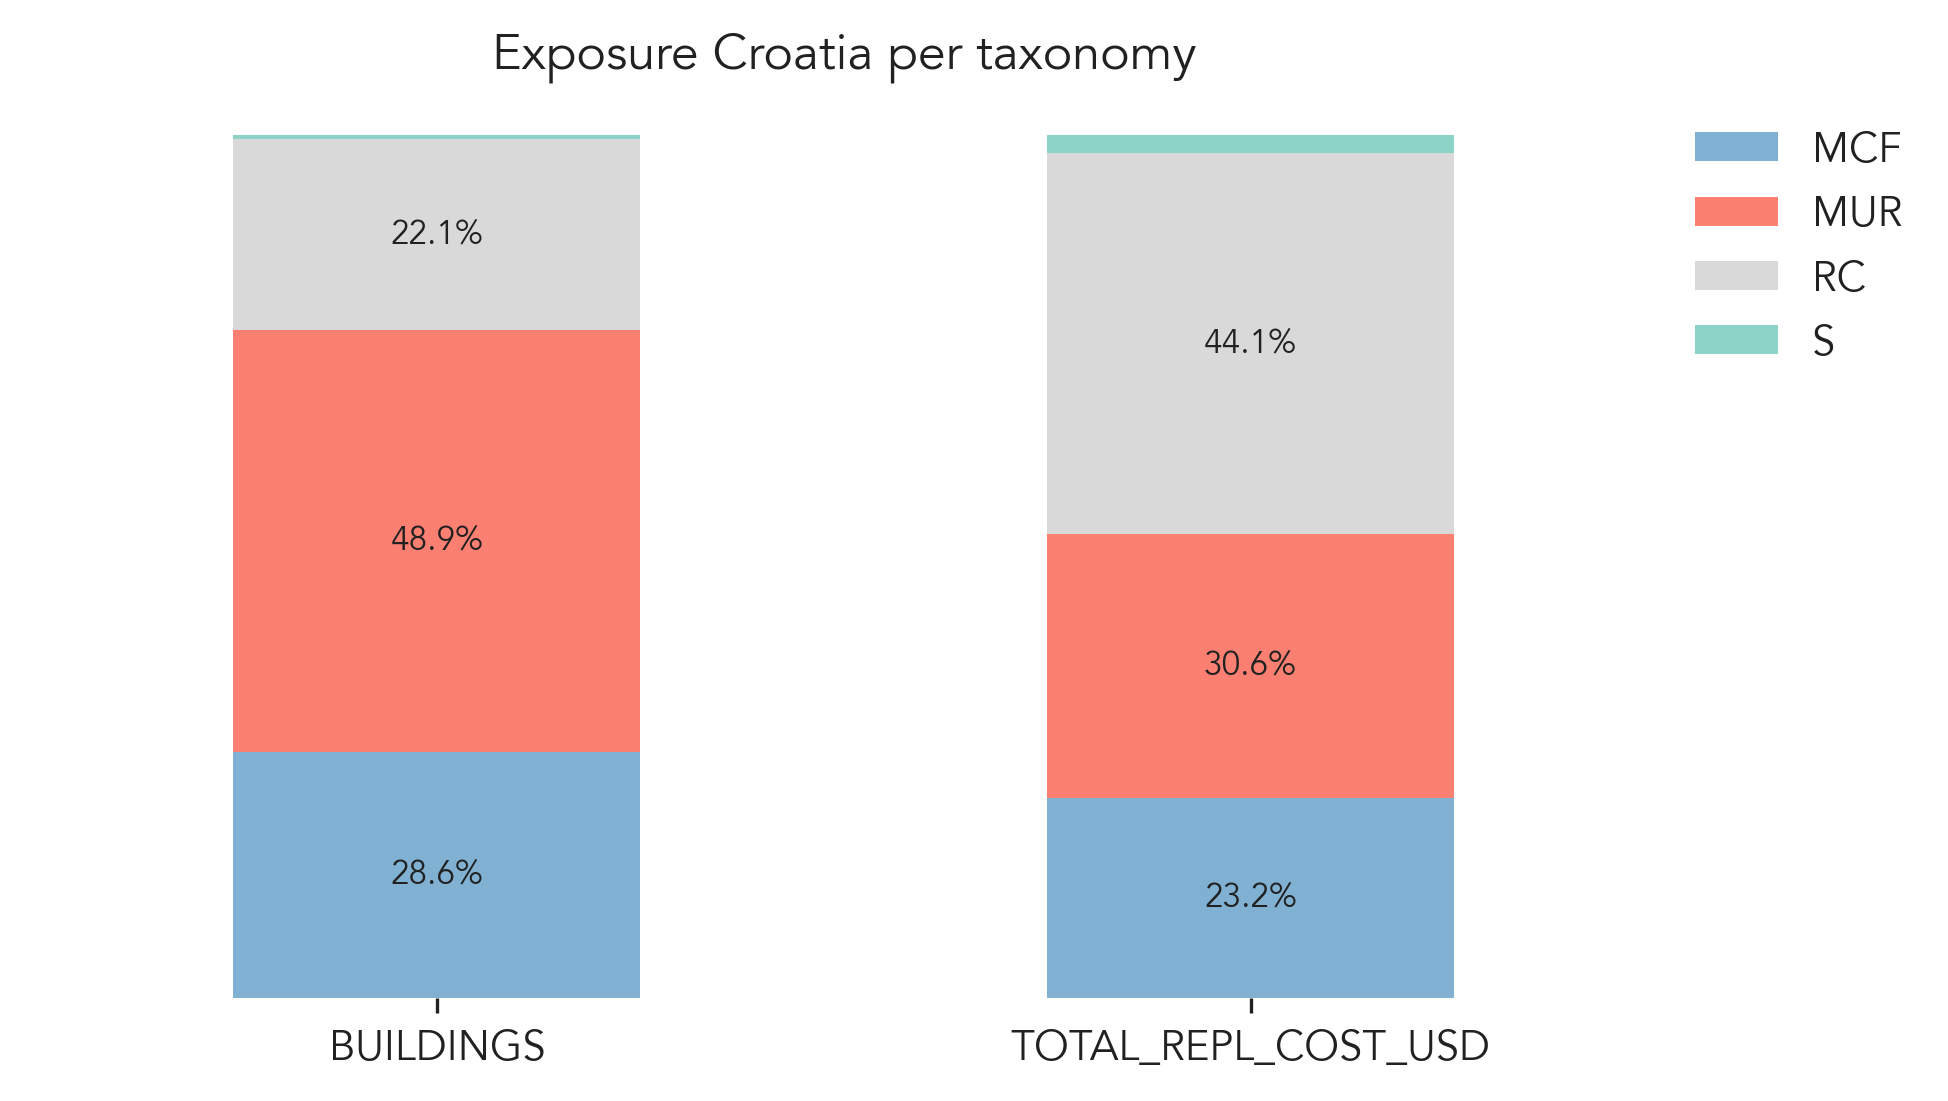 Exposure Croatia per taxonomy
MCF
MUR
RC
S
22.1%
48.9%
28.6%
44.1%
30.6%
23.2%
BUILDINGS
TOTAL_REPL_COST_USD